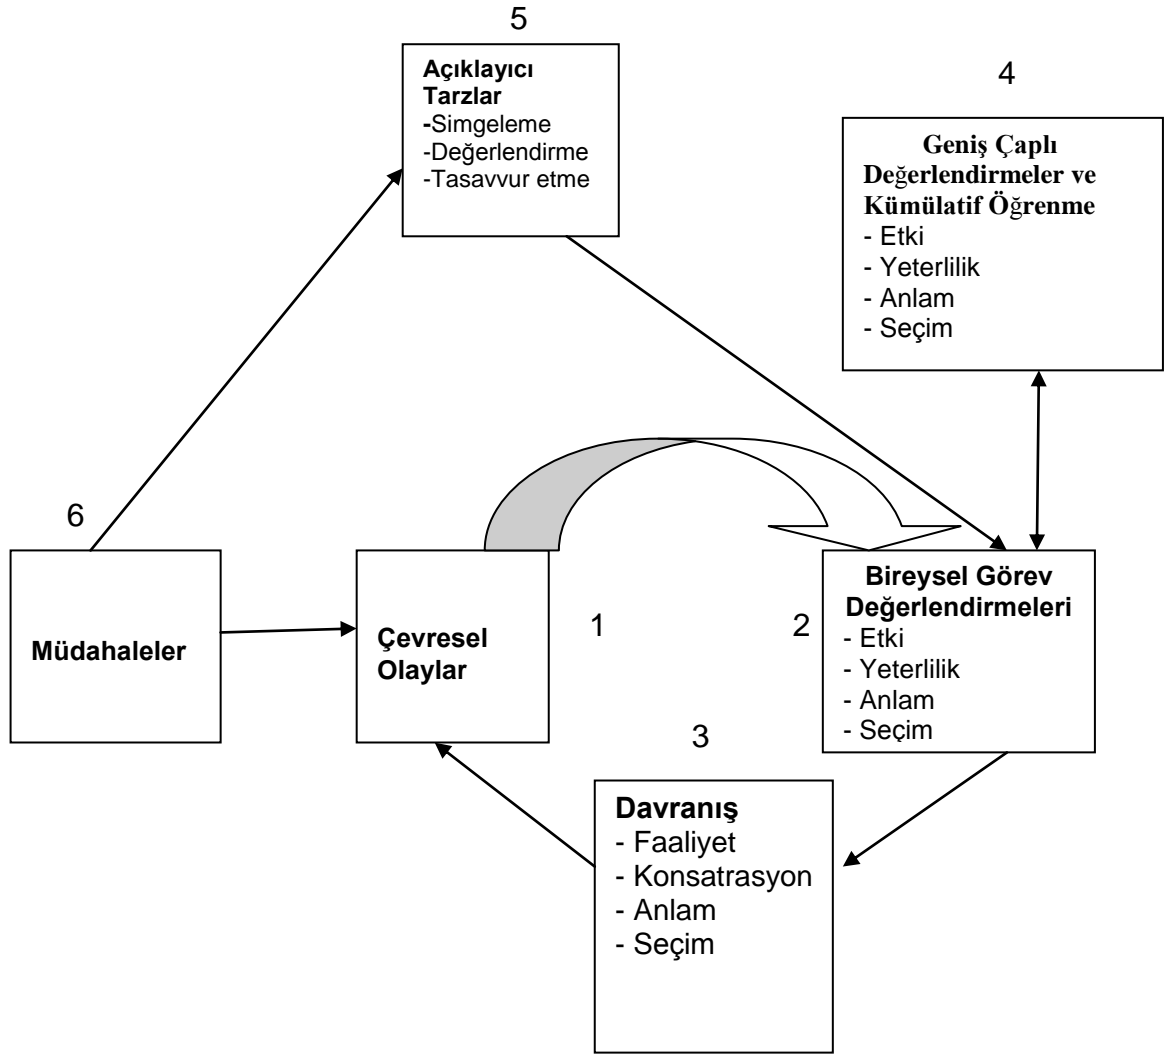 5
Açıklayıcı
Tarzlar
-Simgeleme
-Değerlendirme
-Tasavvur etme
4
Geniş Çaplı
Değerlendirmeler ve
Kümülatif Öğrenme
- Etki
- Yeterlilik
- Anlam
- Seçim
6
Müdahaleler
Çevresel
Olaylar
1
2
Bireysel Görev
Değerlendirmeleri
- Etki
- Yeterlilik
- Anlam
- Seçim
3
Davranış
- Faaliyet
- Konsatrasyon
- Anlam
- Seçim